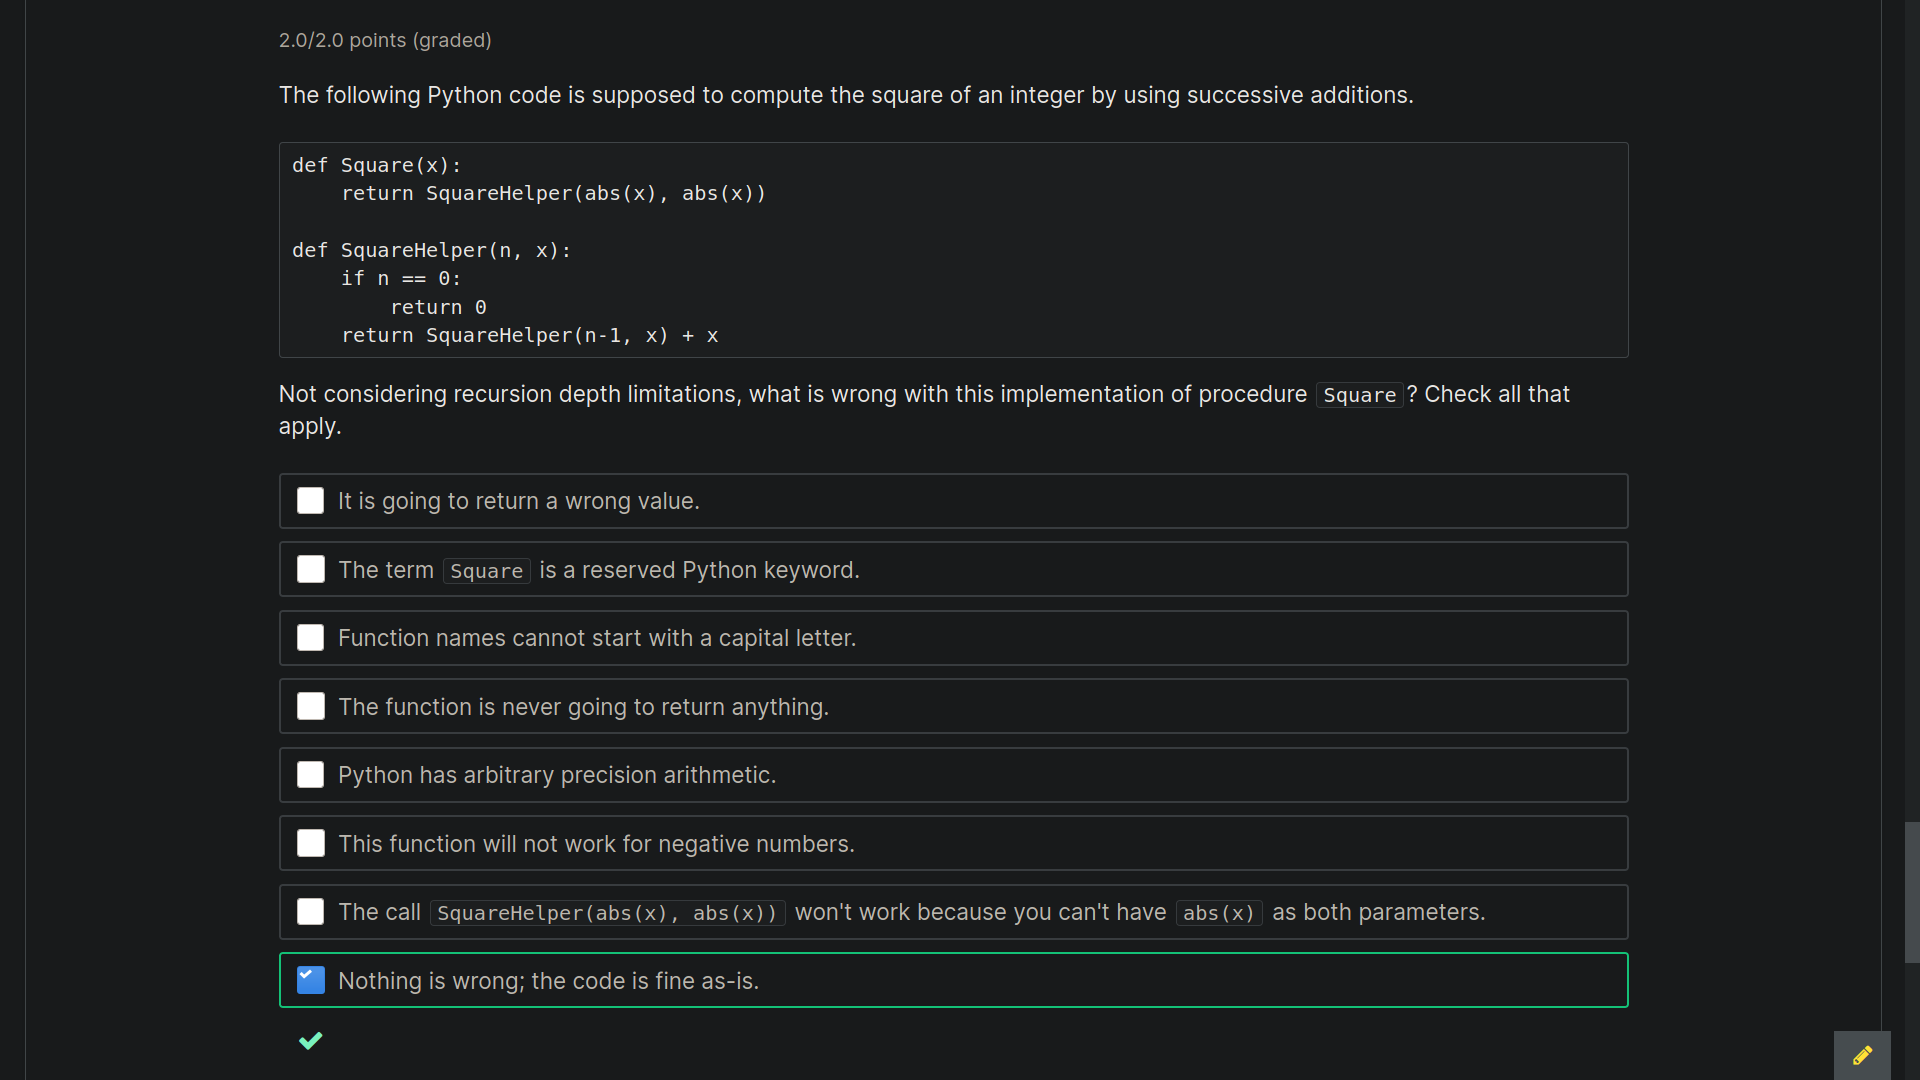 2.0/2.0 points (graded)
The following Python code is supposed to compute the square of an integer by using successive additions.
def Square(x):
    return SquareHelper(abs(x), abs(x))
def SquareHelper(n, x):
    if n == 0:
        return 0
    return SquareHelper(n-1, x) + x
Not considering recursion depth limitations, what is wrong with this implementation of procedure Square? Check all that
apply.
It is going to return a wrong value.
The term Square is a reserved Python keyword.
Function names cannot start with a capital letter.
The function is never going to return anything.
Python has arbitrary precision arithmetic.
This function will not work for negative numbers.
The call SquareHelper(abs(x), abs(x)) won't work because you can't have abs(x) as both parameters.
Nothing is wrong; the code is fine as-is.